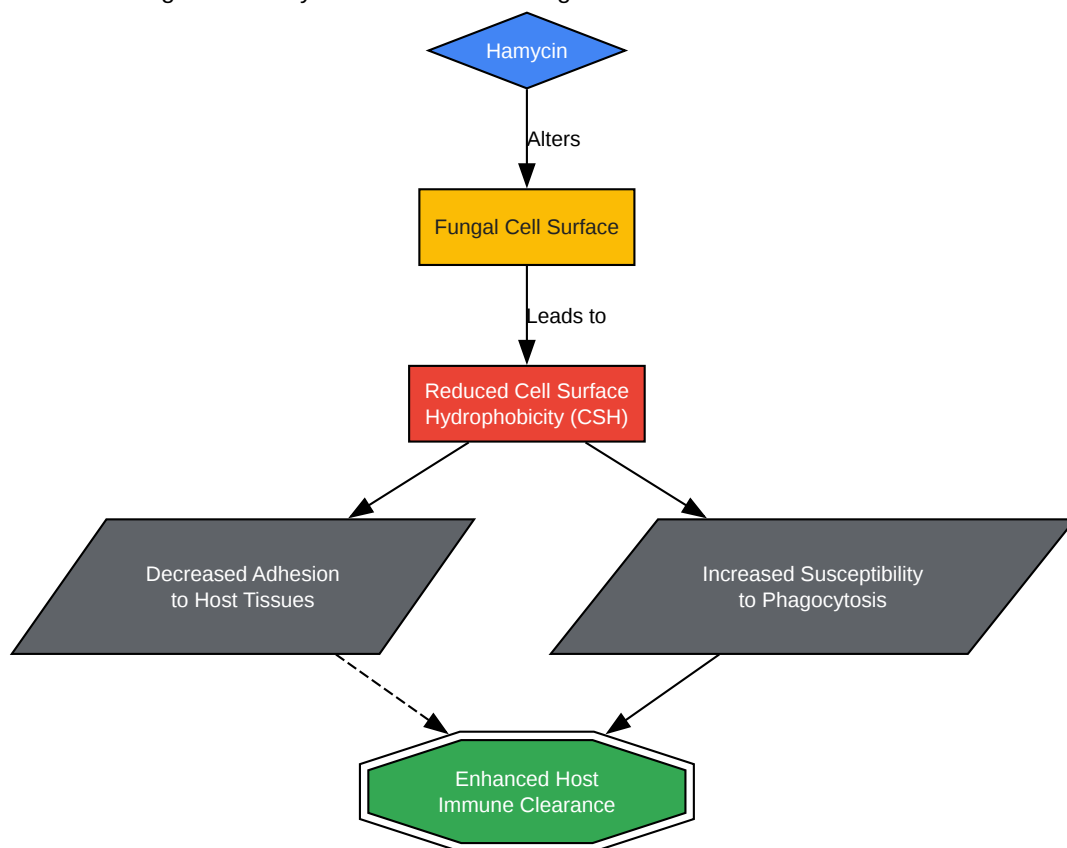 Hamycin
Alters
Fungal Cell Surface
Leads to
Reduced Cell Surface
Hydrophobicity (CSH)
Decreased Adhesion
to Host Tissues
Increased Susceptibility
to Phagocytosis
Enhanced Host
Immune Clearance